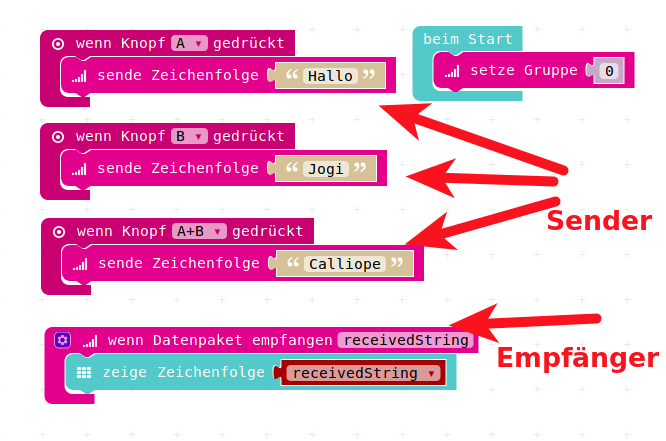 wenn Knopf A ▾ gedrückt
sende Zeichenfolge “ Hallo ”
beim Start
setze Gruppe 0
wenn Knopf B ▾ gedrückt
sende Zeichenfolge “ Jogi ”
Sender
wenn Knopf A+B ▾ gedrückt
sende Zeichenfolge “ Calliope ”
wenn Datenpaket empfangen receivedString
zeige Zeichenfolge receivedString ▾
Empfänger